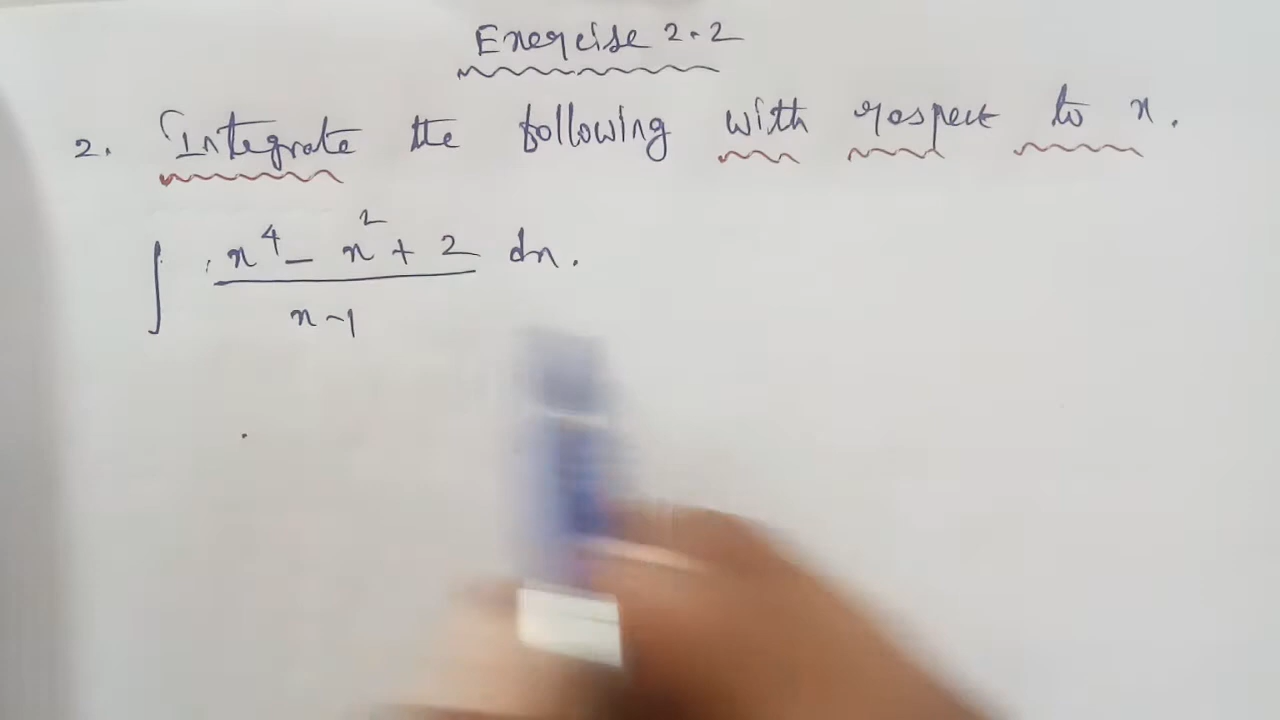 Exercise 2.2
2. Integrate the following with respect to x.
∫ x⁴ - x² + 2 / x-1 dx.